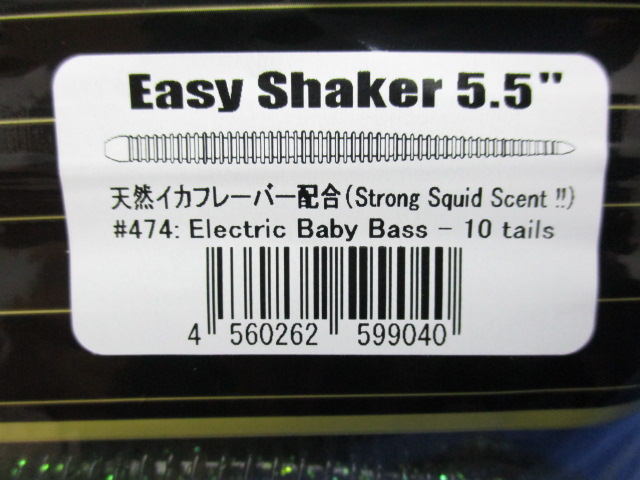 Easy Shaker 5.5"
天然イカフレーバー配合(Strong Squid Scent !!)
#474: Electric Baby Bass - 10 tails
4 560262 599040